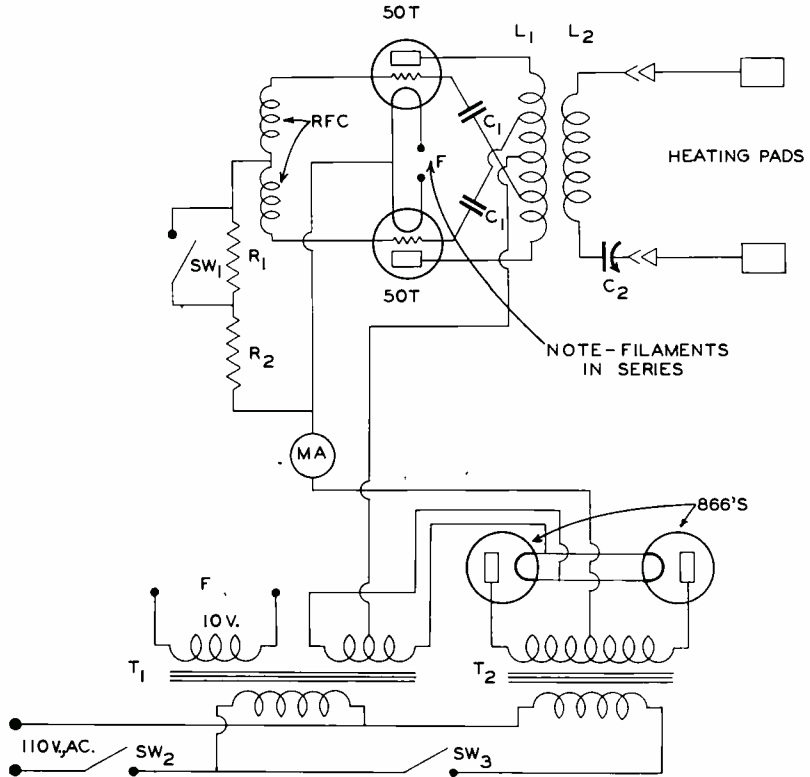 50T
L1
L2
RFC
C1
F
HEATING PADS
C1
SW1
R1
50T
C2
R2
NOTE-FILAMENTS
IN SERIES
MA
866'S
F
10V.
T1
T2
110V,AC.
SW2
SW3